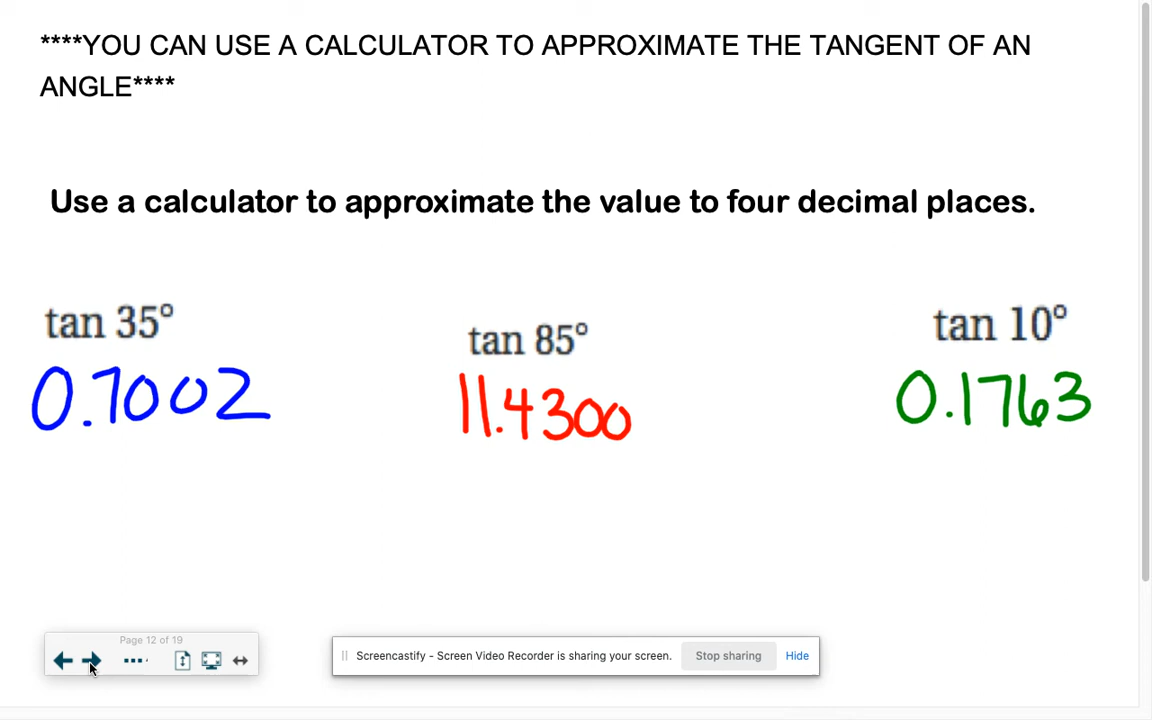 ****YOU CAN USE A CALCULATOR TO APPROXIMATE THE TANGENT OF AN
ANGLE****
Use a calculator to approximate the value to four decimal places.
tan 35°
0.7002
tan 85°
11.4300
tan 10°
0.1763
Page 12 of 19
Screencastify - Screen Video Recorder is sharing your screen.
Stop sharing
Hide